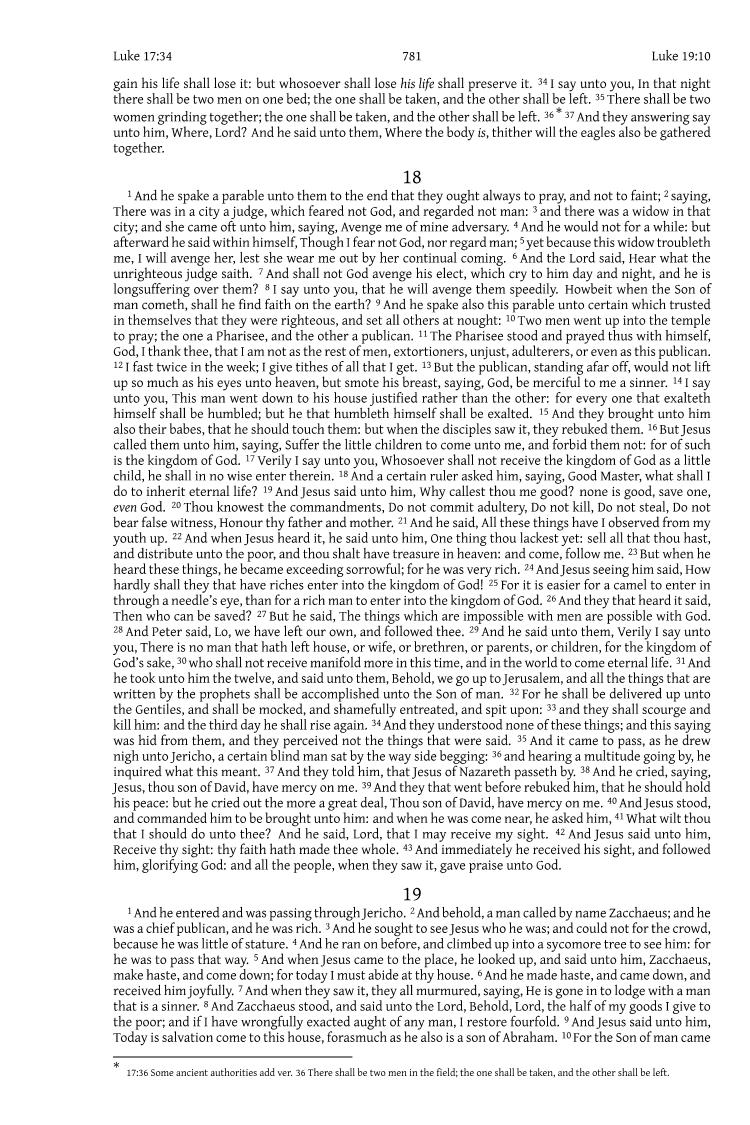 Luke 17:34 781 Luke 19:10
gain his life shall lose it: but whosoever shall lose his life shall preserve it. 34 I say unto you, In that night
there shall be two men on one bed; the one shall be taken, and the other shall be left. 35 There shall be two
women grinding together; the one shall be taken, and the other shall be left. 36 * 37 And they answering say
unto him, Where, Lord? And he said unto them, Where the body is, thither will the eagles also be gathered
together.
18
1 And he spake a parable unto them to the end that they ought always to pray, and not to faint; 2 saying,
There was in a city a judge, which feared not God, and regarded not man: 3 and there was a widow in that
city; and she came oft unto him, saying, Avenge me of mine adversary. 4 And he would not for a while: but
afterward he said within himself, Though I fear not God, nor regard man; 5 yet because this widow troubleth
me, I will avenge her, lest she wear me out by her continual coming. 6 And the Lord said, Hear what the
unrighteous judge saith. 7 And shall not God avenge his elect, which cry to him day and night, and he is
longsuffering over them? 8 I say unto you, that he will avenge them speedily. Howbeit when the Son of
man cometh, shall he find faith on the earth? 9 And he spake also this parable unto certain which trusted
in themselves that they were righteous, and set all others at nought: 10 Two men went up into the temple
to pray; the one a Pharisee, and the other a publican. 11 The Pharisee stood and prayed thus with himself,
God, I thank thee, that I am not as the rest of men, extortioners, unjust, adulterers, or even as this publican.
12 I fast twice in the week; I give tithes of all that I get. 13 But the publican, standing afar off, would not lift
up so much as his eyes unto heaven, but smote his breast, saying, God, be merciful to me a sinner. 14 I say
unto you, This man went down to his house justified rather than the other: for every one that exalteth
himself shall be humbled; but he that humbleth himself shall be exalted. 15 And they brought unto him
also their babes, that he should touch them: but when the disciples saw it, they rebuked them. 16 But Jesus
called them unto him, saying, Suffer the little children to come unto me, and forbid them not: for of such
is the kingdom of God. 17 Verily I say unto you, Whosoever shall not receive the kingdom of God as a little
child, he shall in no wise enter therein. 18 And a certain ruler asked him, saying, Good Master, what shall I
do to inherit eternal life? 19 And Jesus said unto him, Why callest thou me good? none is good, save one,
even God. 20 Thou knowest the commandments, Do not commit adultery, Do not kill, Do not steal, Do not
bear false witness, Honour thy father and mother. 21 And he said, All these things have I observed from my
youth up. 22 And when Jesus heard it, he said unto him, One thing thou lackest yet: sell all that thou hast,
and distribute unto the poor, and thou shalt have treasure in heaven: and come, follow me. 23 But when he
heard these things, he became exceeding sorrowful; for he was very rich. 24 And Jesus seeing him said, How
hardly shall they that have riches enter into the kingdom of God! 25 For it is easier for a camel to enter in
through a needle’s eye, than for a rich man to enter into the kingdom of God. 26 And they that heard it said,
Then who can be saved? 27 But he said, The things which are impossible with men are possible with God.
28 And Peter said, Lo, we have left our own, and followed thee. 29 And he said unto them, Verily I say unto
you, There is no man that hath left house, or wife, or brethren, or parents, or children, for the kingdom of
God’s sake, 30 who shall not receive manifold more in this time, and in the world to come eternal life. 31 And
he took unto him the twelve, and said unto them, Behold, we go up to Jerusalem, and all the things that are
written by the prophets shall be accomplished unto the Son of man. 32 For he shall be delivered up unto
the Gentiles, and shall be mocked, and shamefully entreated, and spit upon: 33 and they shall scourge and
kill him: and the third day he shall rise again. 34 And they understood none of these things; and this saying
was hid from them, and they perceived not the things that were said. 35 And it came to pass, as he drew
nigh unto Jericho, a certain blind man sat by the way side begging: 36 and hearing a multitude going by, he
inquired what this meant. 37 And they told him, that Jesus of Nazareth passeth by. 38 And he cried, saying,
Jesus, thou son of David, have mercy on me. 39 And they that went before rebuked him, that he should hold
his peace: but he cried out the more a great deal, Thou son of David, have mercy on me. 40 And Jesus stood,
and commanded him to be brought unto him: and when he was come near, he asked him, 41 What wilt thou
that I should do unto thee? And he said, Lord, that I may receive my sight. 42 And Jesus said unto him,
Receive thy sight: thy faith hath made thee whole. 43 And immediately he received his sight, and followed
him, glorifying God: and all the people, when they saw it, gave praise unto God.
19
1 And he entered and was passing through Jericho. 2 And behold, a man called by name Zacchaeus; and he
was a chief publican, and he was rich. 3 And he sought to see Jesus who he was; and could not for the crowd,
because he was little of stature. 4 And he ran on before, and climbed up into a sycomore tree to see him: for
he was to pass that way. 5 And when Jesus came to the place, he looked up, and said unto him, Zacchaeus,
make haste, and come down; for today I must abide at thy house. 6 And he made haste, and came down, and
received him joyfully. 7 And when they saw it, they all murmured, saying, He is gone in to lodge with a man
that is a sinner. 8 And Zacchaeus stood, and said unto the Lord, Behold, Lord, the half of my goods I give to
the poor; and if I have wrongfully exacted aught of any man, I restore fourfold. 9 And Jesus said unto him,
Today is salvation come to this house, forasmuch as he also is a son of Abraham. 10 For the Son of man came
* 17:36 Some ancient authorities add ver. 36 There shall be two men in the field; the one shall be taken, and the other shall be left.